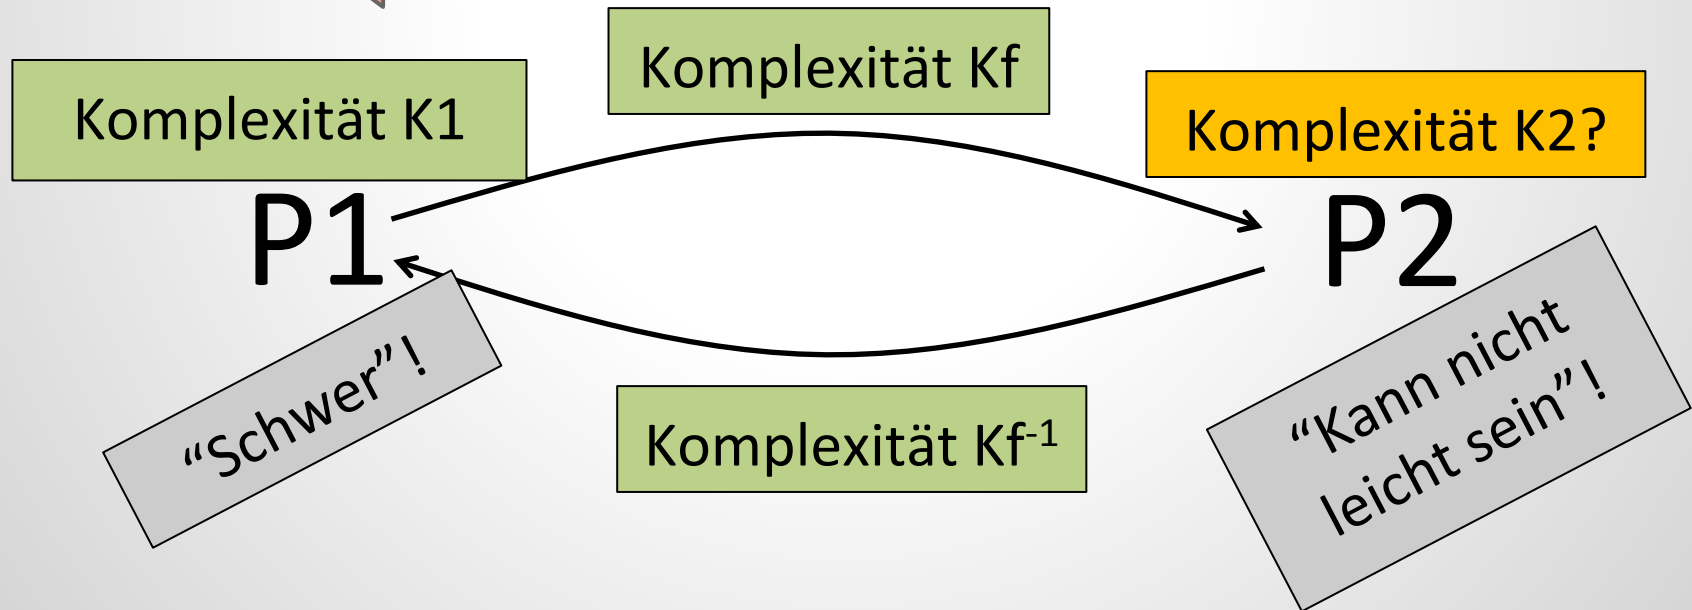 Komplexität Kf
Komplexität K1
Komplexität K2?
P1
P2
“Schwer”!
“Kann nicht
leicht sein”!
Komplexität Kf⁻¹